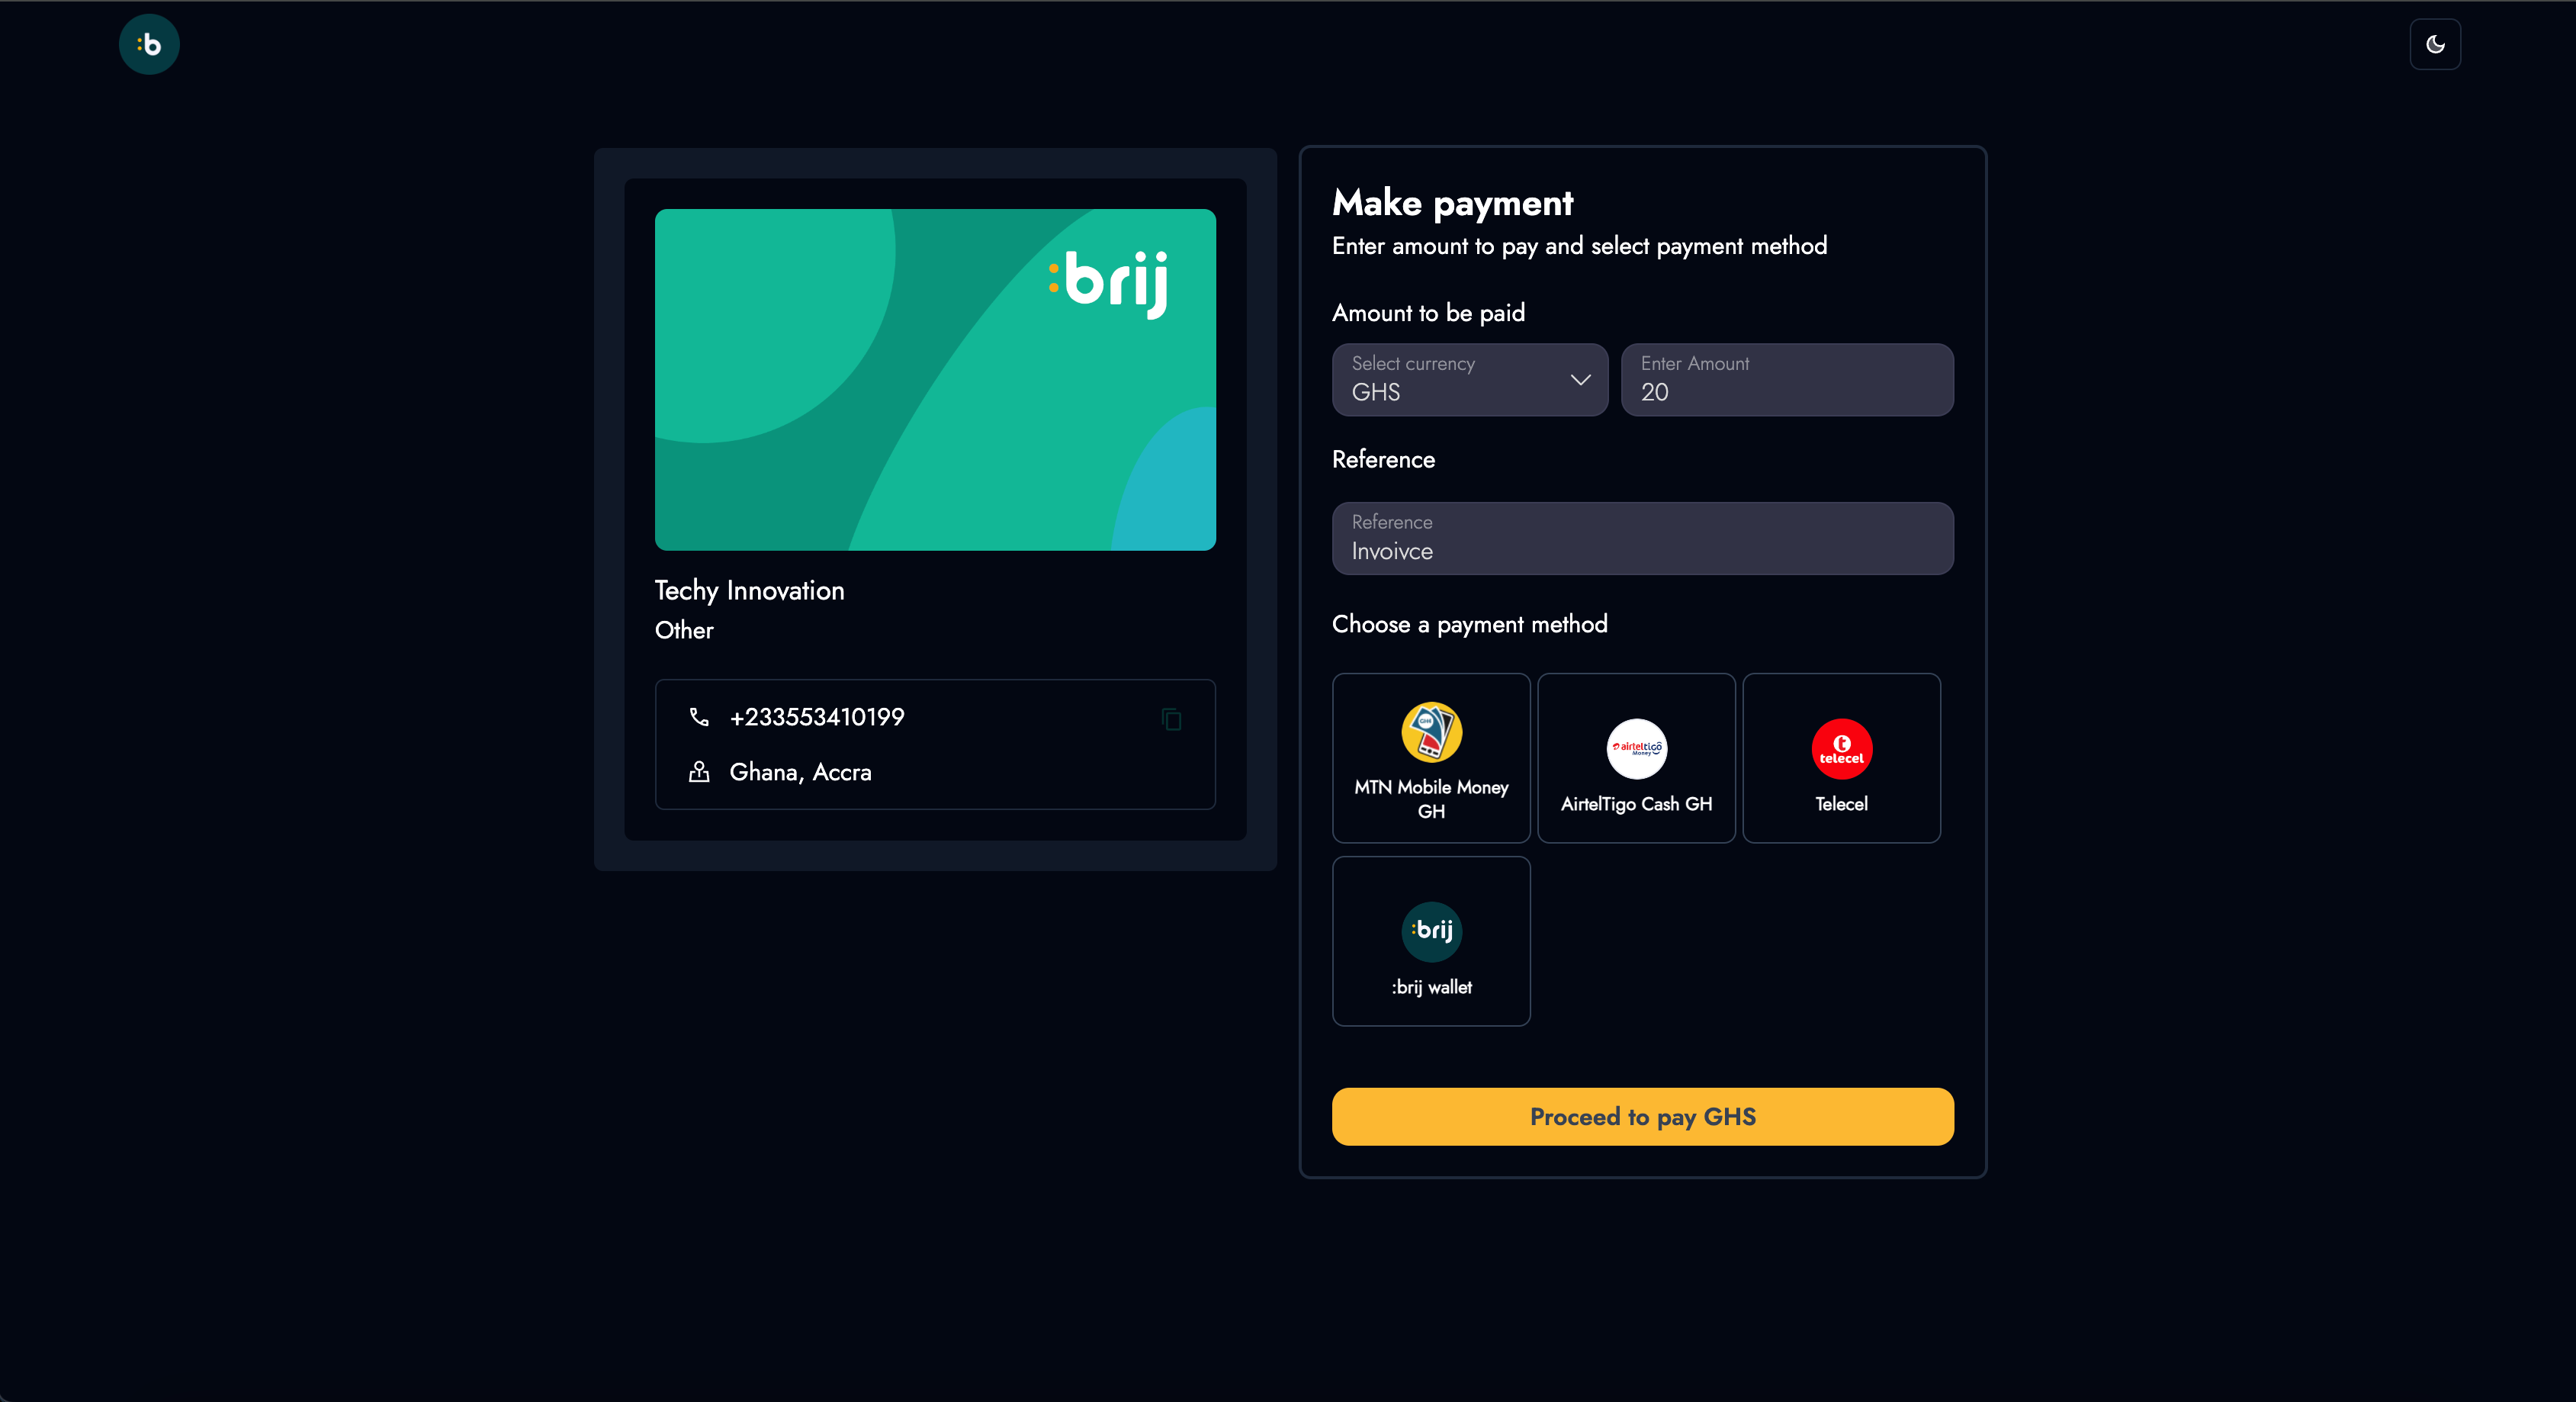 :b
:brij
Techy Innovation
Other
+233553410199
Ghana, Accra
Make payment
Enter amount to pay and select payment method
Amount to be paid
Select currency
GHS
Enter Amount
20
Reference
Reference
Invoivce
Choose a payment method
GHS
MTN Mobile Money
GH
airteltigo
Money
AirtelTigo Cash GH
t
telecel
Telecel
:brij
:brij wallet
Proceed to pay GHS